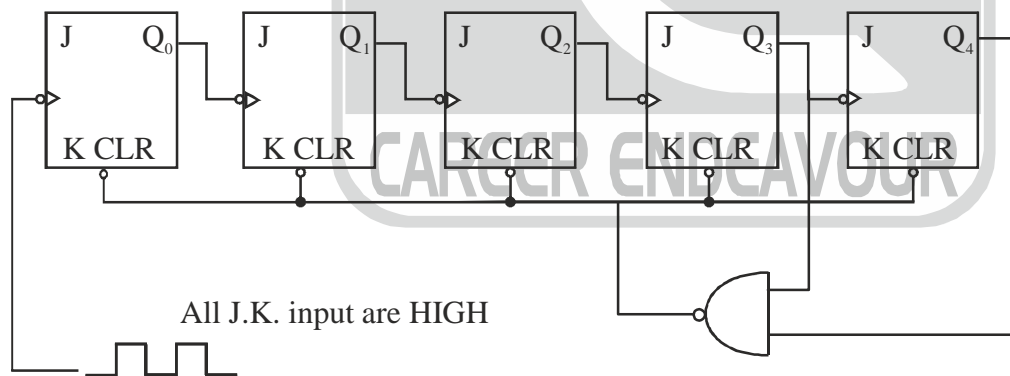 J Q₀ J Q₁ J Q₂ J Q₃ J Q₄
K CLR K CLR K CLR K CLR K CLR
CAREER ENDEAVOUR
All J.K. input are HIGH